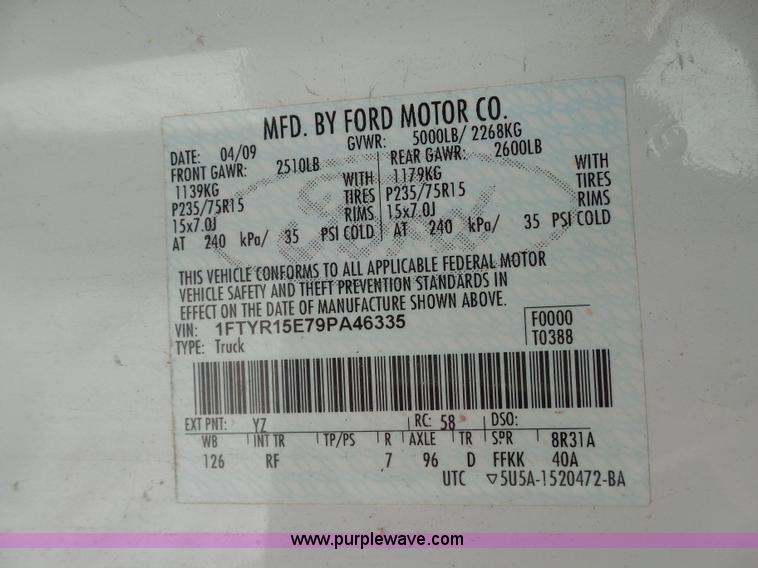 MFD. BY FORD MOTOR CO.
DATE: 04/09 GVWR: 5000LB/ 2268KG
FRONT GAWR: 2510LB REAR GAWR: 2600LB
1139KG WITH 1179KG WITH
P235/75R15 TIRES P235/75R15 TIRES
15x7.0J RIMS 15x7.0J RIMS
AT 240 kPa/ 35 PSI COLD AT 240 kPa/ 35 PSI COLD
Ford
THIS VEHICLE CONFORMS TO ALL APPLICABLE FEDERAL MOTOR
VEHICLE SAFETY AND THEFT PREVENTION STANDARDS IN
EFFECT ON THE DATE OF MANUFACTURE SHOWN ABOVE.
VIN: 1FTYR15E79PA46335 F0000
TYPE: Truck T0388
EXT PNT: YZ RC: 58 DSO:
WB INT TR TP/PS R AXLE TR SPR 8R31A
126 RF 7 96 D FFKK 40A
UTC ▽5U5A-1520472-BA
www.purplewave.com